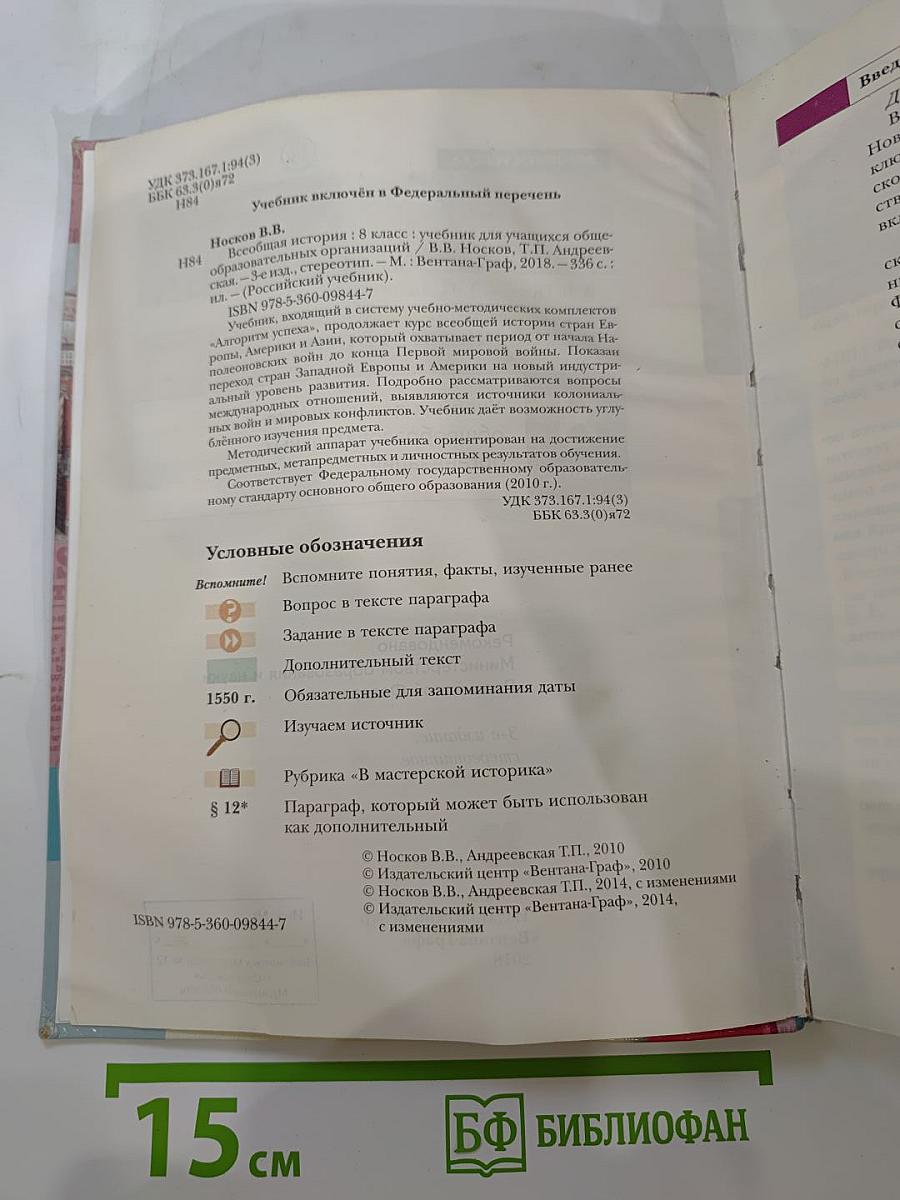 УДК 373.167.1:94(3)
ББК 63.3(0)я72
Н84
Учебник включён в Федеральный перечень
Носков В.В.
Н84 Всеобщая история : 8 класс : учебник для учащихся обще-
образовательных организаций / В.В. Носков, Т.П. Андреев-
ская. — 3-е изд., стереотип. — М. : Вентана-Граф, 2018. — 336 с. :
ил. — (Российский учебник).
ISBN 978-5-360-09844-7
Учебник, входящий в систему учебно-методических комплектов
«Алгоритм успеха», продолжает курс всеобщей истории стран Ев-
ропы, Америки и Азии, который охватывает период от начала На-
полеоновских войн до конца Первой мировой войны. Показан
переход стран Западной Европы и Америки на новый индустри-
альный уровень развития. Подробно рассматриваются вопросы
международных отношений, выявляются источники колониаль-
ных войн и мировых конфликтов. Учебник даёт возможность углу-
блённого изучения предмета.
Методический аппарат учебника ориентирован на достижение
предметных, метапредметных и личностных результатов обучения.
Соответствует Федеральному государственному образователь-
ному стандарту основного общего образования (2010 г.).
УДК 373.167.1:94(3)
ББК 63.3(0)я72
Условные обозначения
Вспомните! Вспомните понятия, факты, изученные ранее
? Вопрос в тексте параграфа
Задание в тексте параграфа
Дополнительный текст
1550 г. Обязательные для запоминания даты
Изучаем источник
Рубрика «В мастерской историка»
§ 12* Параграф, который может быть использован
как дополнительный
© Носков В.В., Андреевская Т.П., 2010
© Издательский центр «Вентана-Граф», 2010
© Носков В.В., Андреевская Т.П., 2014, с изменениями
© Издательский центр «Вентана-Граф», 2014,
с изменениями
ISBN 978-5-360-09844-7
15 см
БФ БИБЛИОФАН